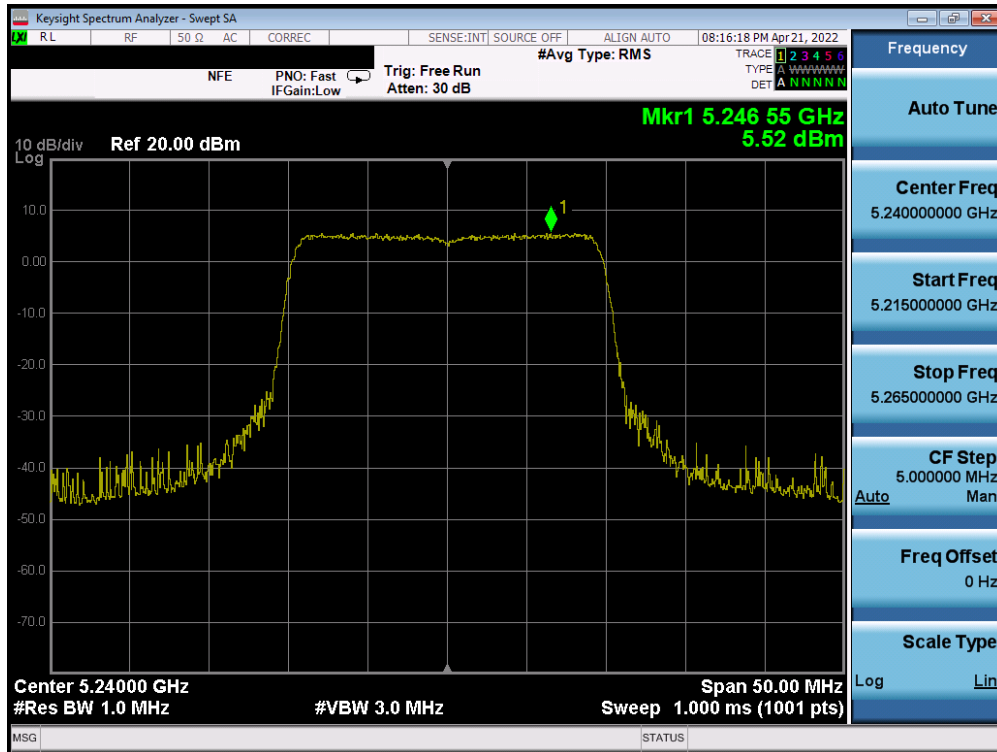 Keysight Spectrum Analyzer - Swept SA
LXI RL RF 50 Ω AC CORREC SENSE:INT SOURCE OFF ALIGN AUTO 08:16:18 PM Apr 21, 2022
#Avg Type: RMS
NFE
PNO: Fast
IFGain:Low
Trig: Free Run
Atten: 30 dB
TRACE 1 2 3 4 5 6
TYPE A WWWWW
DET A N N N N N
Mkr1 5.246 55 GHz
5.52 dBm
10 dB/div Ref 20.00 dBm
Log
1
10.0
0.00
-10.0
-20.0
-30.0
-40.0
-50.0
-60.0
-70.0
Center 5.24000 GHz Span 50.00 MHz
#Res BW 1.0 MHz #VBW 3.0 MHz Sweep 1.000 ms (1001 pts)
MSG STATUS
Frequency
Auto Tune
Center Freq
5.240000000 GHz
Start Freq
5.215000000 GHz
Stop Freq
5.265000000 GHz
CF Step
5.000000 MHz
Auto Man
Freq Offset
0 Hz
Scale Type
Log Lin